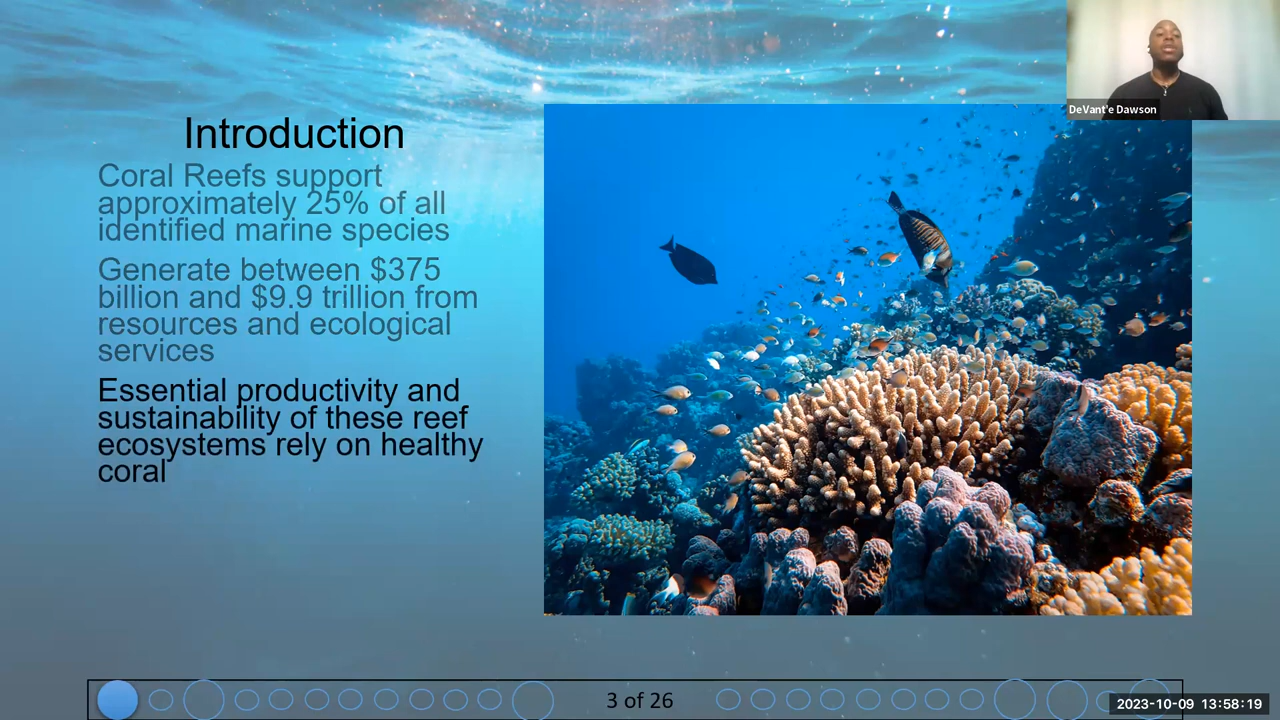 DeVant'e Dawson
Introduction
Coral Reefs support
approximately 25% of all
identified marine species
Generate between $375
billion and $9.9 trillion from
resources and ecological
services
Essential productivity and
sustainability of these reef
ecosystems rely on healthy
coral
3 of 26
2023-10-09 13:58:19